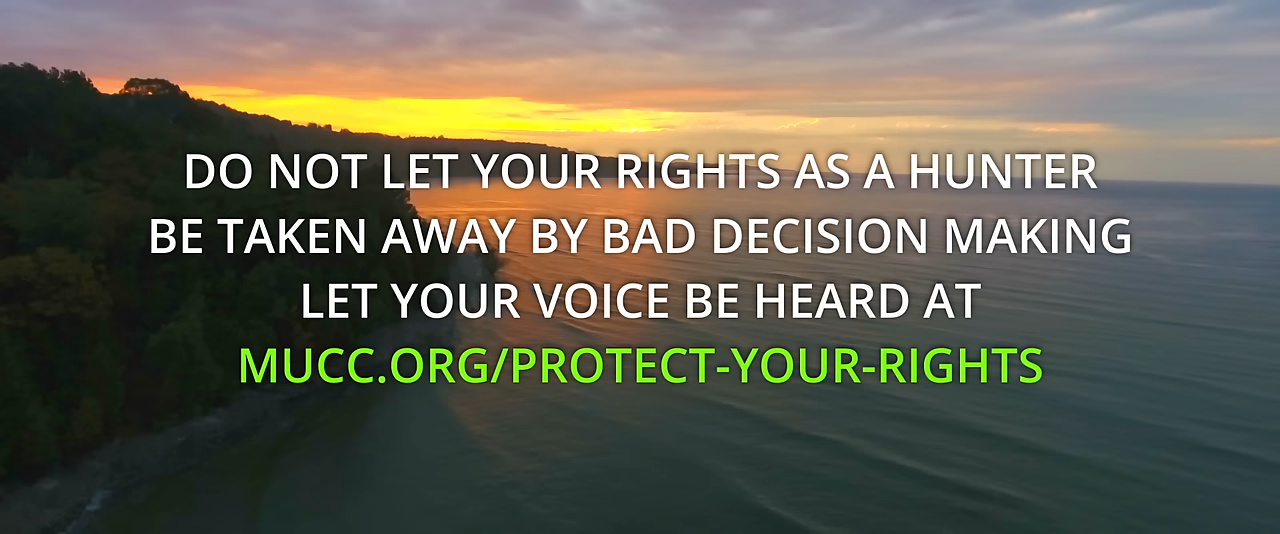 DO NOT LET YOUR RIGHTS AS A HUNTER
BE TAKEN AWAY BY BAD DECISION MAKING
LET YOUR VOICE BE HEARD AT
MUCC.ORG/PROTECT-YOUR-RIGHTS